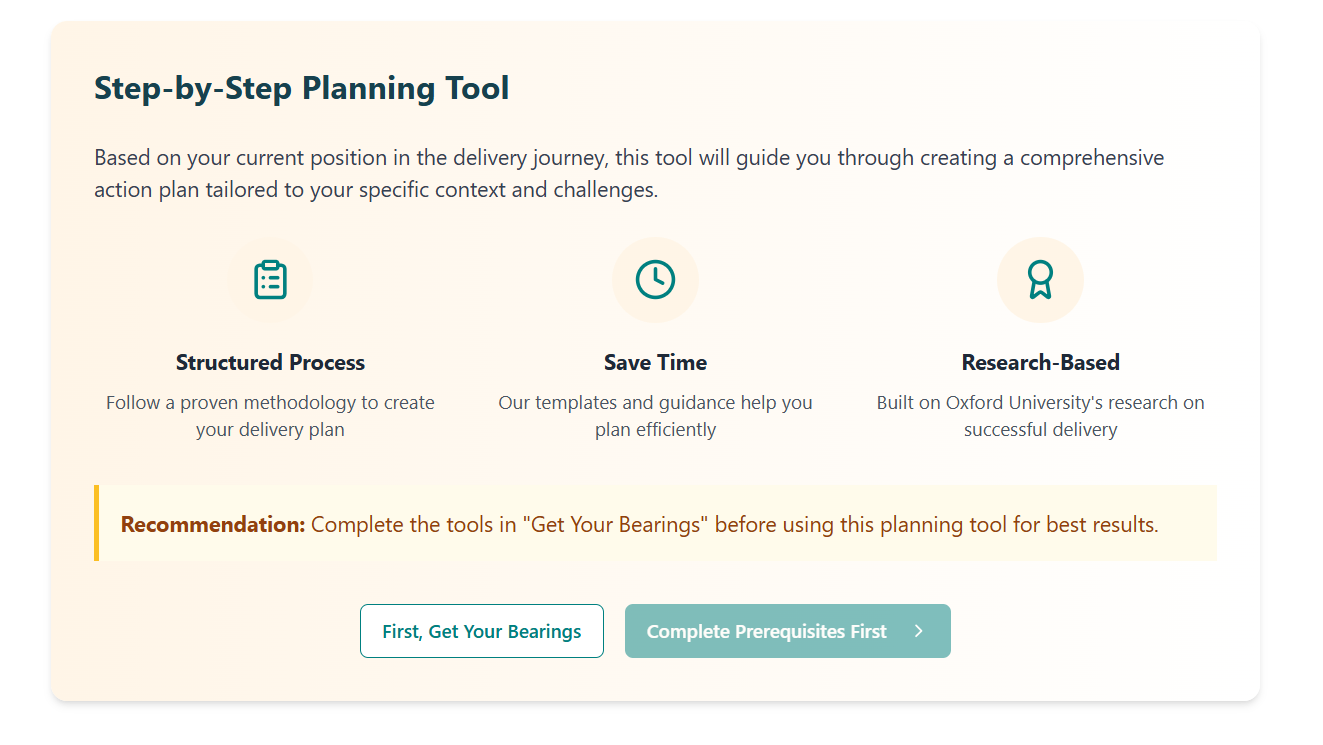 Step-by-Step Planning Tool
Based on your current position in the delivery journey, this tool will guide you through creating a comprehensive
action plan tailored to your specific context and challenges.
Structured Process
Follow a proven methodology to create
your delivery plan
Save Time
Our templates and guidance help you
plan efficiently
Research-Based
Built on Oxford University's research on
successful delivery
Recommendation: Complete the tools in "Get Your Bearings" before using this planning tool for best results.
First, Get Your Bearings
Complete Prerequisites First